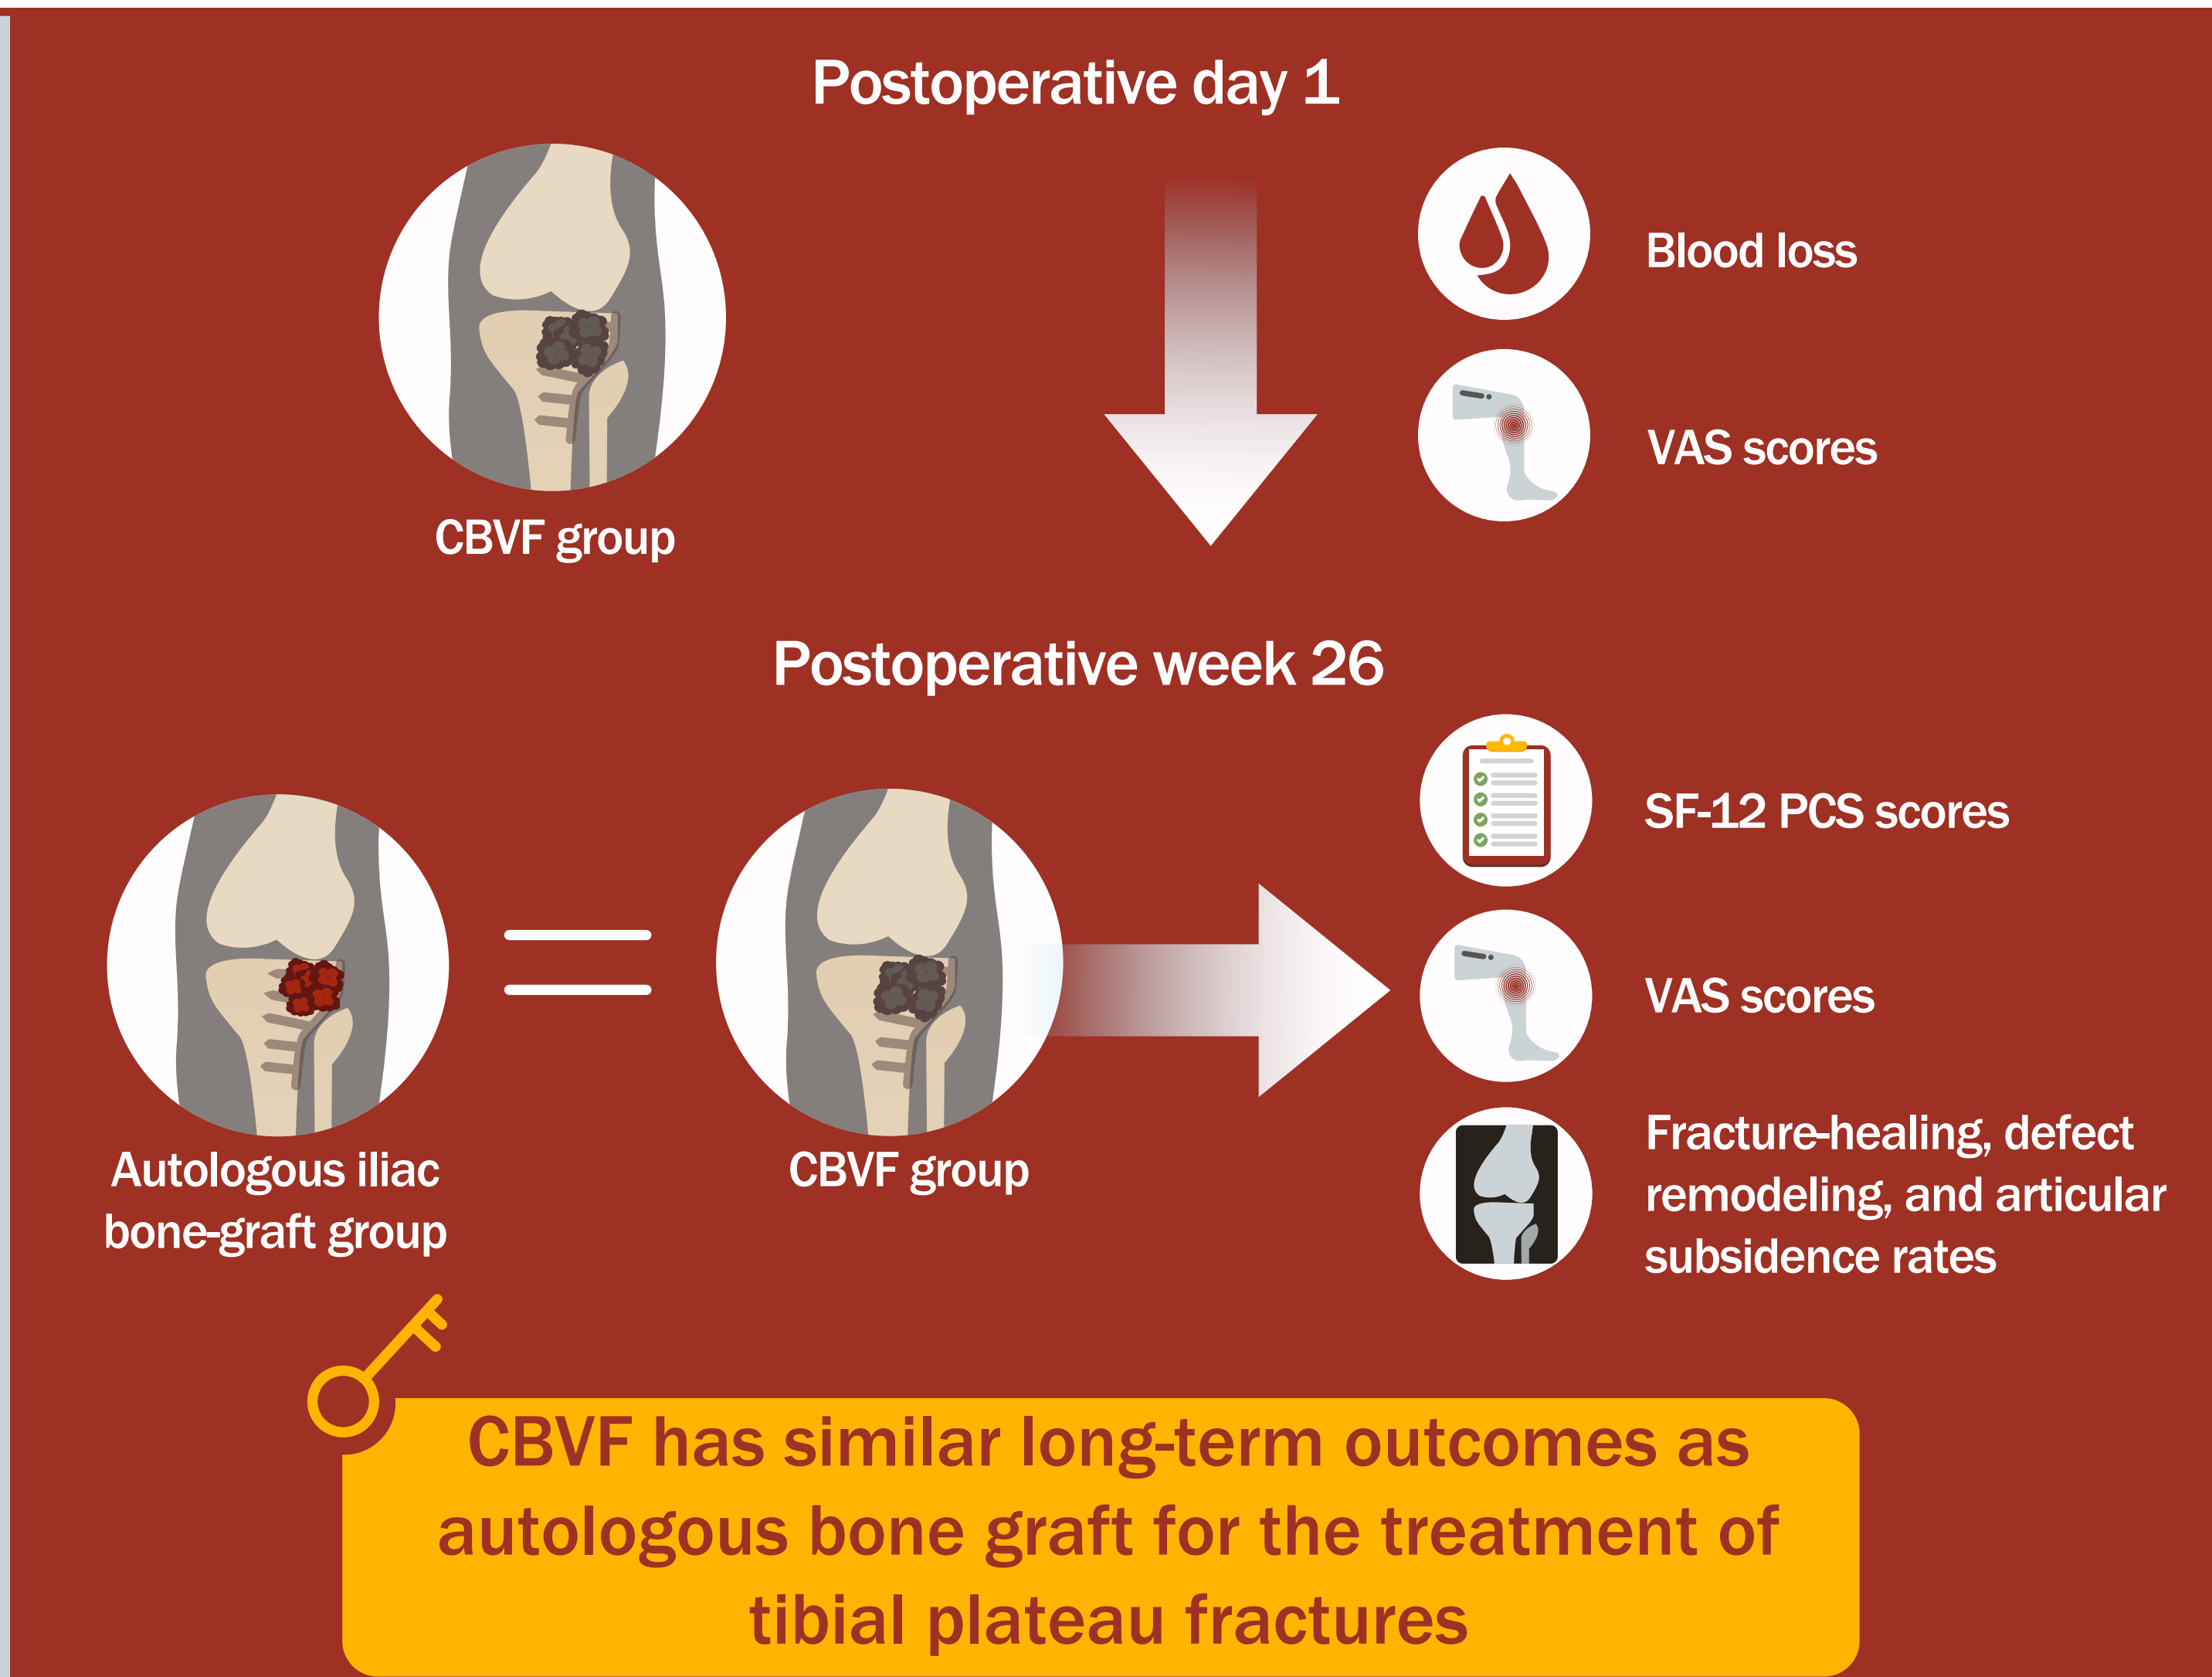 Postoperative day 1
Blood loss
VAS scores
CBVF group
Postoperative week 26
SF-12 PCS scores
VAS scores
Fracture-healing, defect
remodeling, and articular
subsidence rates
Autologous iliac
bone-graft group
CBVF group
CBVF has similar long-term outcomes as
autologous bone graft for the treatment of
tibial plateau fractures